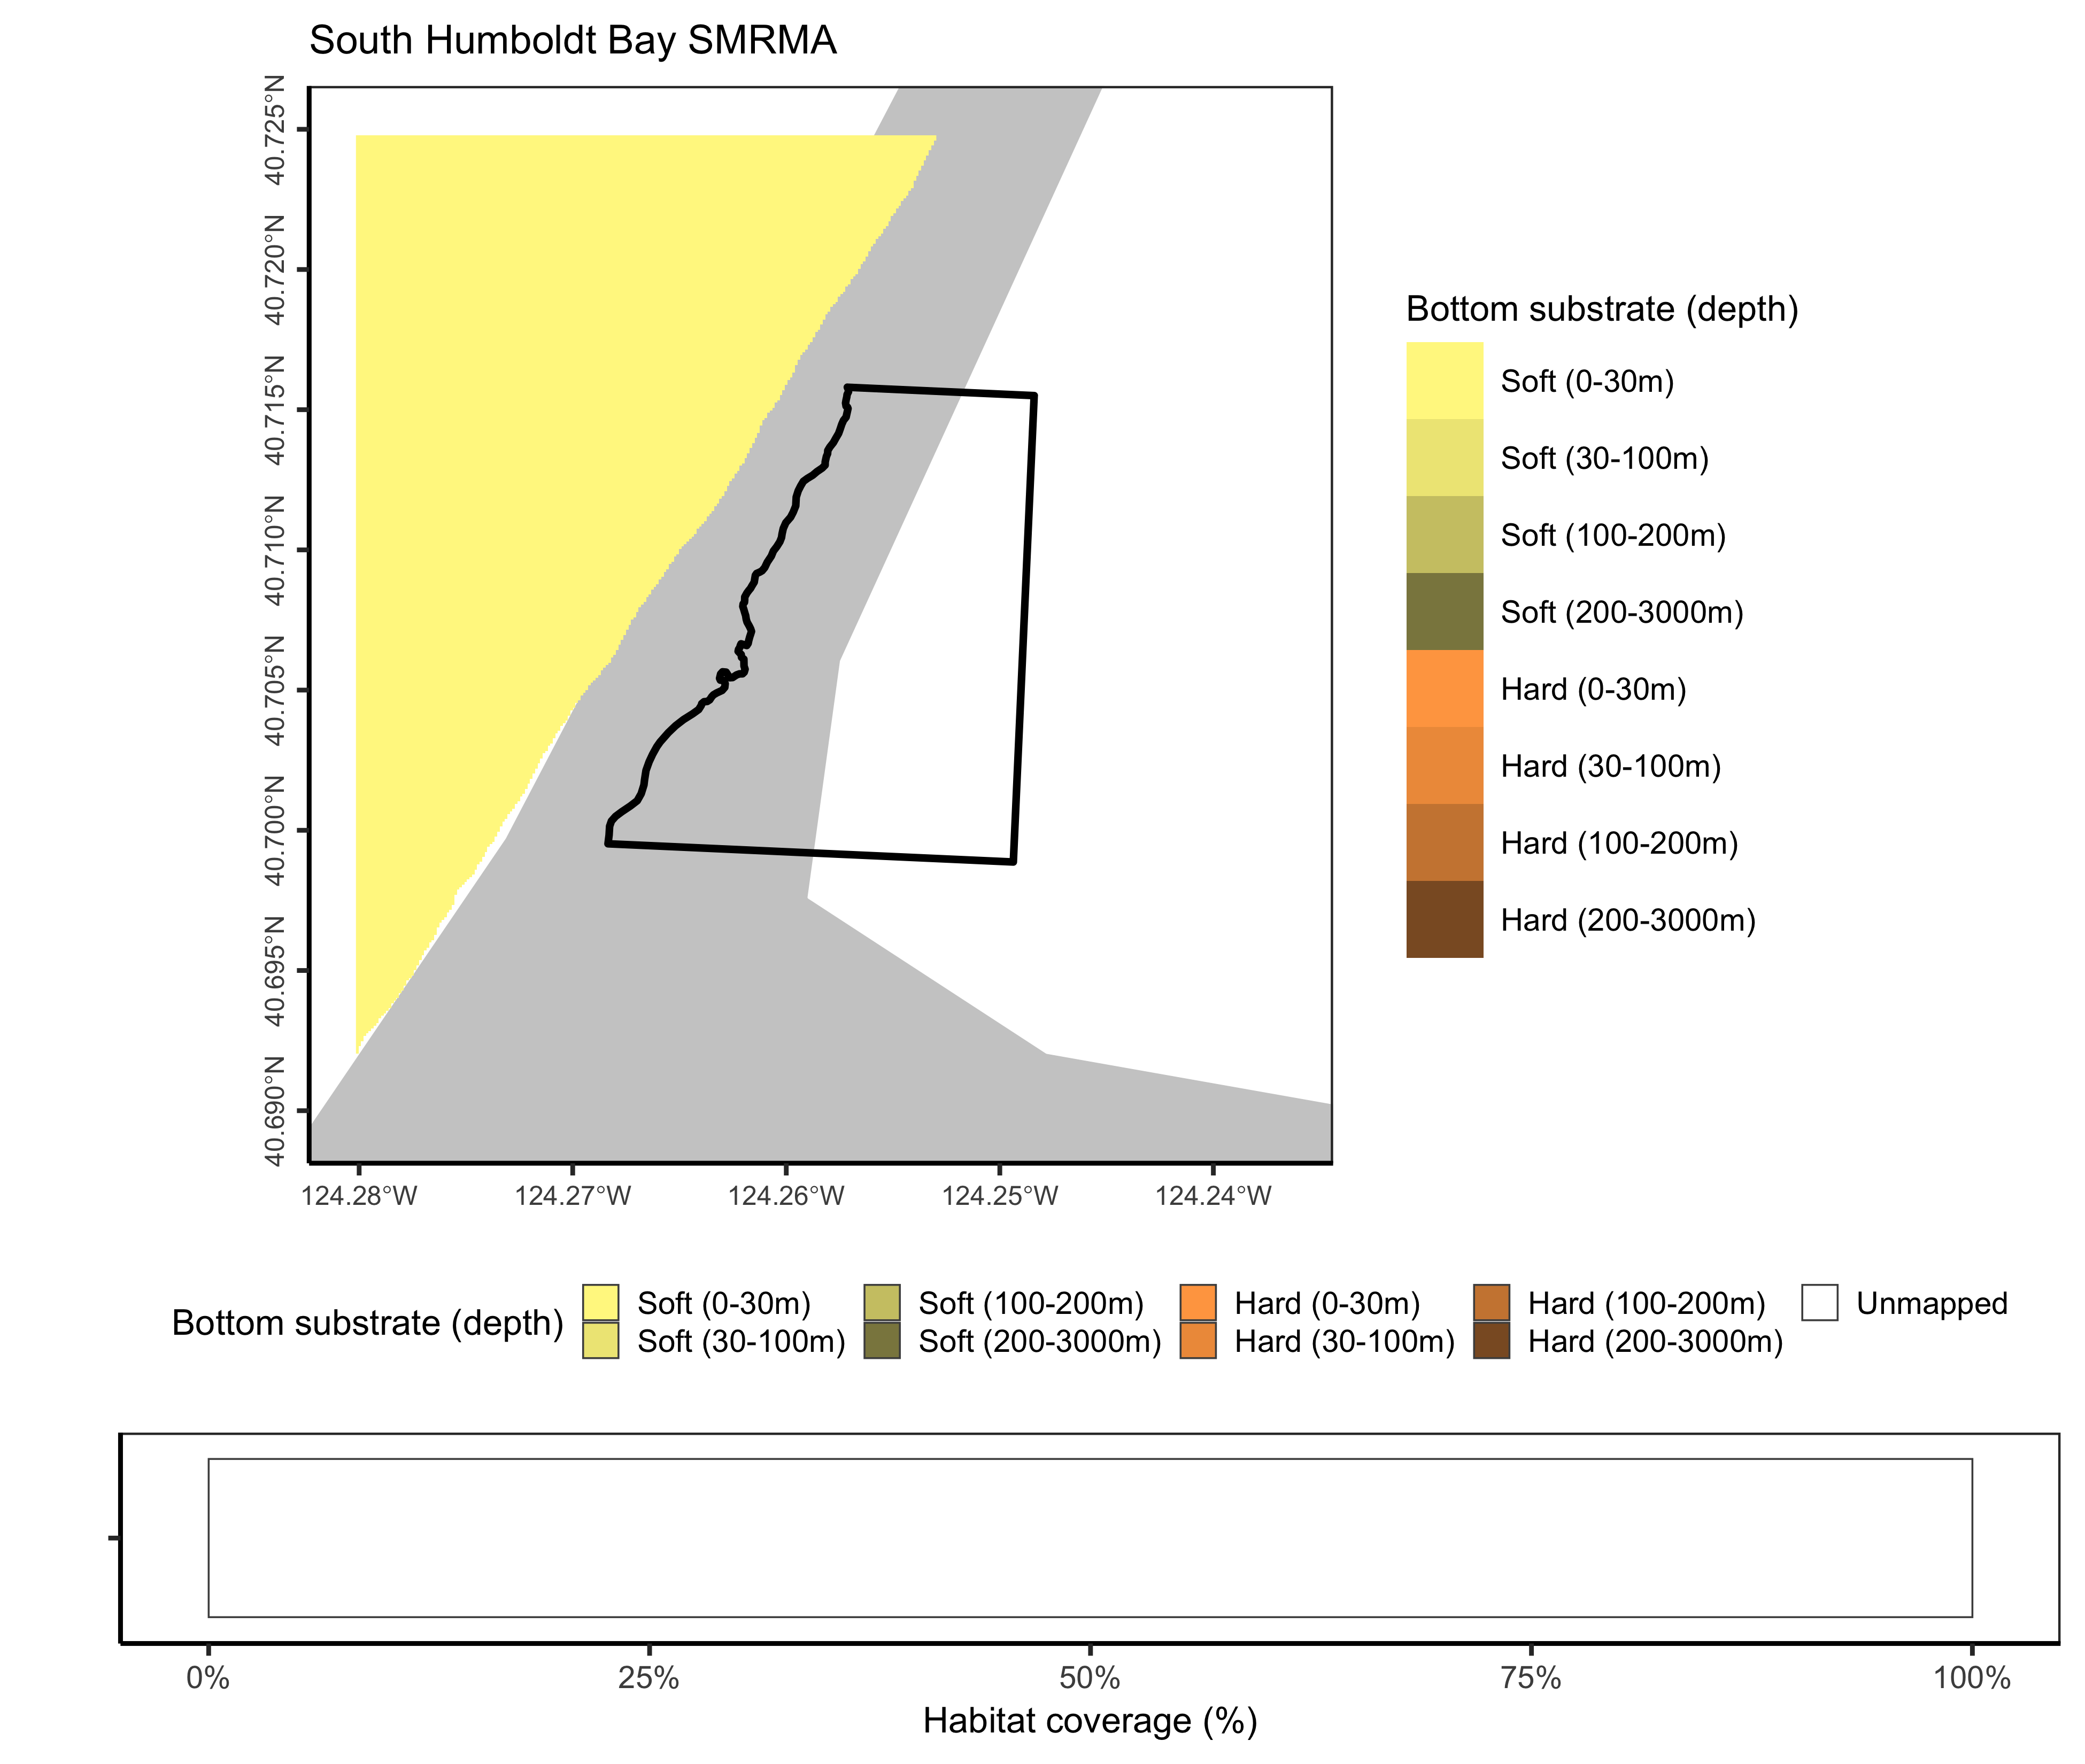 South Humboldt Bay SMRMA
40.725°N
40.720°N
40.715°N
40.710°N
40.705°N
40.700°N
40.695°N
40.690°N
124.28°W 124.27°W 124.26°W 124.25°W 124.24°W
Bottom substrate (depth)
Soft (0-30m)
Soft (30-100m)
Soft (100-200m)
Soft (200-3000m)
Hard (0-30m)
Hard (30-100m)
Hard (100-200m)
Hard (200-3000m)
Bottom substrate (depth)
Soft (0-30m) Soft (100-200m) Hard (0-30m) Hard (100-200m) Unmapped
Soft (30-100m) Soft (200-3000m) Hard (30-100m) Hard (200-3000m)
0% 25% 50% 75% 100%
Habitat coverage (%)